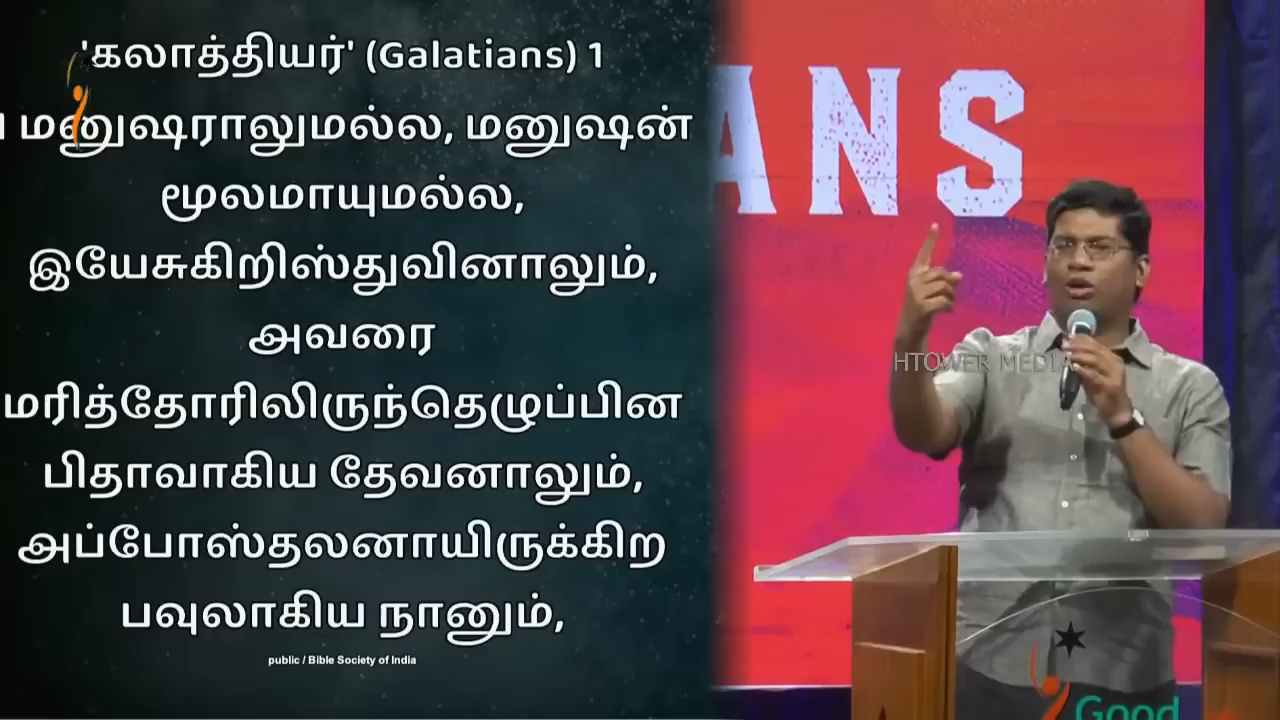 'கலாத்தியர்' (Galatians) 1
மனுஷராலுமல்ல, மனுஷன்
மூலமாயுமல்ல,
இயேசுகிறிஸ்துவினாலும்,
அவரை
மரித்தோரிலிருந்தெழுப்பின
பிதாவாகிய தேவனாலும்,
அப்போஸ்தலனாயிருக்கிற
பவுலாகிய நானும்,
public / Bible Society of India
ANS
HTOWER MEDIA
Good